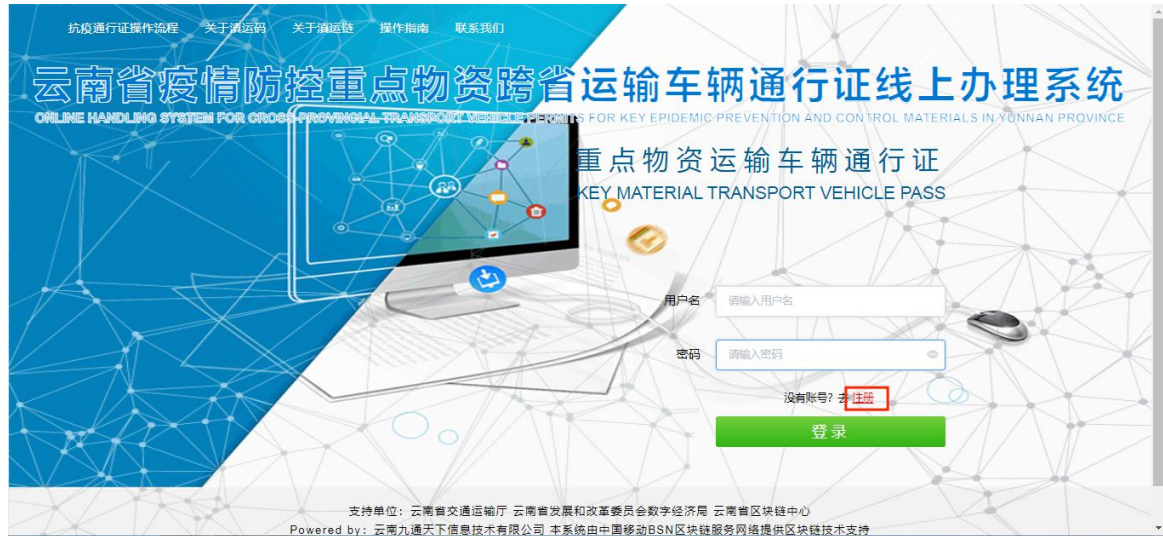 抗疫通行证操作流程 关于滇运码 关于滇运链 操作指南 联系我们
云南省疫情防控重点物资跨省运输车辆通行证线上办理系统
ONLINE HANDLING SYSTEM FOR CROSS-PROVINCIAL TRANSPORT VEHICLE PERMITS FOR KEY EPIDEMIC PREVENTION AND CONTROL MATERIALS IN YUNNAN PROVINCE
重点物资运输车辆通行证
KEY MATERIAL TRANSPORT VEHICLE PASS
用户名 请输入用户名
密码 请输入密码
没有账号？去注册
登录
支持单位：云南省交通运输厅 云南省发展和改革委员会数字经济局 云南省区块链中心
Powered by：云南九通天下信息技术有限公司 本系统由中国移动BSN区块链服务网络提供区块链技术支持